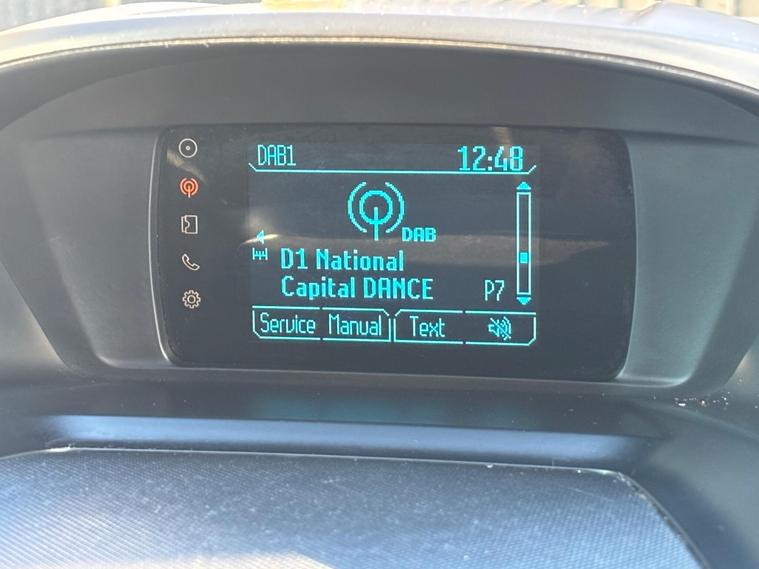 DAB1 12:48
DAB
D1 National
Capital DANCE P7
Service Manual Text